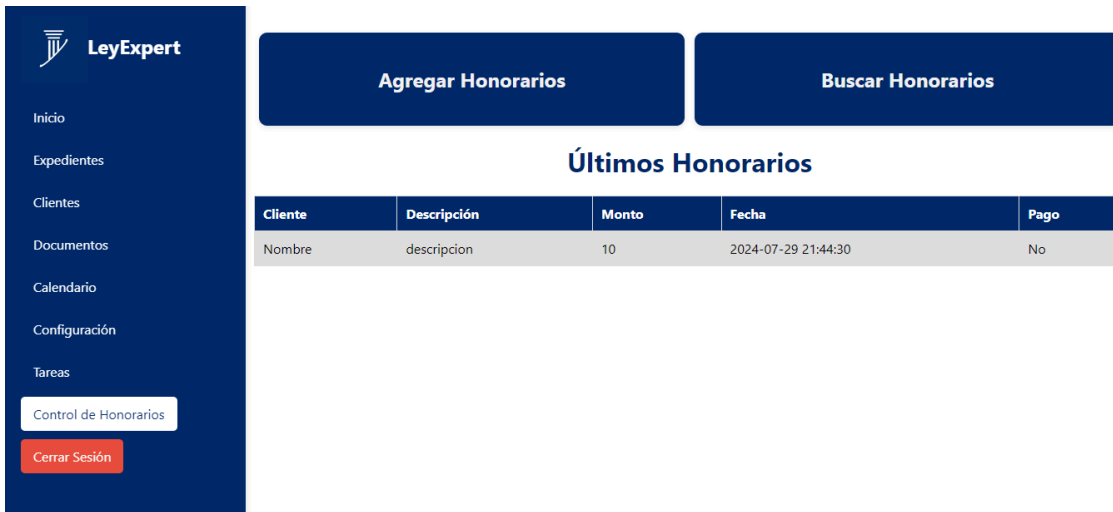 LeyExpert
Inicio
Expedientes
Clientes
Documentos
Calendario
Configuración
Tareas
Control de Honorarios
Cerrar Sesión
Agregar Honorarios
Buscar Honorarios
Últimos Honorarios
Cliente Descripción Monto Fecha Pago
Nombre descripcion 10 2024-07-29 21:44:30 No